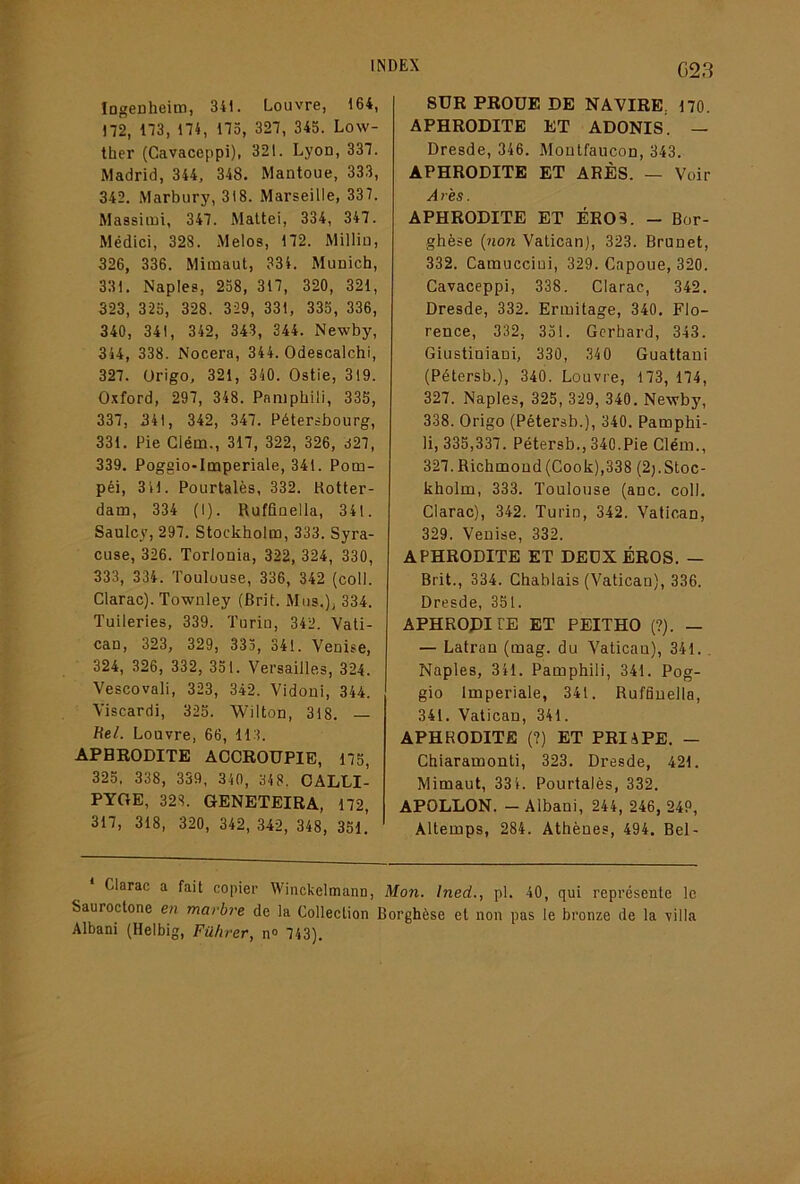 INDEX
623
Ingenheim, 341. Louvre, 164,
172, 173, 174, 175, 327, 345. Low-
ther (Cavaceppi), 321. Lyon, 337.
Madrid, 344, 348. Mantoue, 333,
342. Marbury, 318. Marseille, 337.
Massimi, 347. Mattei, 334, 347.
Médici, 328. Melos, 172. Millin,
326, 336. Mimaut, 334. Munich,
331. Naples, 258, 317, 320, 321,
323, 325, 328. 329, 331, 335, 336,
340, 341, 342, 343, 344. Newby,
344, 338. Nocera, 344. Odescalchi,
327. Origo, 321, 340. Ostie, 319.
Oxford, 297, 348. Pamphili, 335,
337, 341, 342, 347. Pétersbourg,
331. Pie Clém., 317, 322, 326, 327,
339. Poggio-Imperiale, 341. Pom-
péi, 341. Pourtalès, 332. Rotter-
dam, 334 (1). Ruffinella, 341.
Saulcy, 297. Stockholm, 333. Syra-
cuse, 326. Torlonia, 322, 324, 330,
333, 334. Toulouse, 336, 342 (coll.
Clarac). Townley (Brit. Mus.), 334.
Tuileries, 339. Turin, 342. Vati-
can, 323, 329, 335, 341. Venise,
324, 326, 332, 351. Versailles, 324.
Vescovali, 323, 342. Vidoni, 344.
Viscardi, 325. Wilton, 318. —
Rel. Louvre, 66, 113.
APHRODITE ACCROUPIE, 175,
325, 338, 339, 340, 348. CALLI-
PYGE, 328. GENETEIRA, 172,
317, 318, 320, 342, 342, 348, 351.
SUR PROUE DE NAVIRE, 170.
APHRODITE ET ADONIS. —
Dresde, 346. Montfaucon, 343.
APHRODITE ET ARÈS. — Voir
Arès.
APHRODITE ET ÉROS. — Bor-
ghèse (non Vatican), 323. Brunet,
332. Camuccini, 329. Capoue, 320.
Cavaceppi, 338. Clarac, 342.
Dresde, 332. Ermitage, 340. Flo-
rence, 332, 351. Gerhard, 343.
Giustiniani, 330, 340 Guattani
(Pétersb.), 340. Louvre, 173, 174,
327. Naples, 325, 329, 340. Newby,
338. Origo (Pétersb.), 340. Pamphi-
li, 335,337. Pétersb., 340.Pie Clém.,
327. Richmond (Cook),338 (2).Stoc-
kholm, 333. Toulouse (anc. coll.
Clarac), 342. Turin, 342. Vatican,
329. Venise, 332.
APHRODITE ET DEUX ÉROS. —
Brit., 334. Chablais (Vatican), 336.
Dresde, 351.
APHRODITE ET PEITHO (?). —
— Latran (mag. du Vatican), 341.
Naples, 341. Pamphili, 341. Pog-
gio Imperiale, 341. Ruffinella,
341. Vatican, 341.
APHRODITE (?) ET PRIAPE. —
Chiaramonti, 323. Dresde, 421.
Mimaut, 334. Pourtalès, 332.
APOLLON. — Albani, 244, 246, 249,
Altemps, 284. Athènes, 494. Bel-
¹ Clarac a fait copier Winckelmann, Mon. Ined., pl. 40, qui représente le
Sauroctone en marbre de la Collection Borghèse et non pas le bronze de la villa
Albani (Helbig, Führer, nº 743).